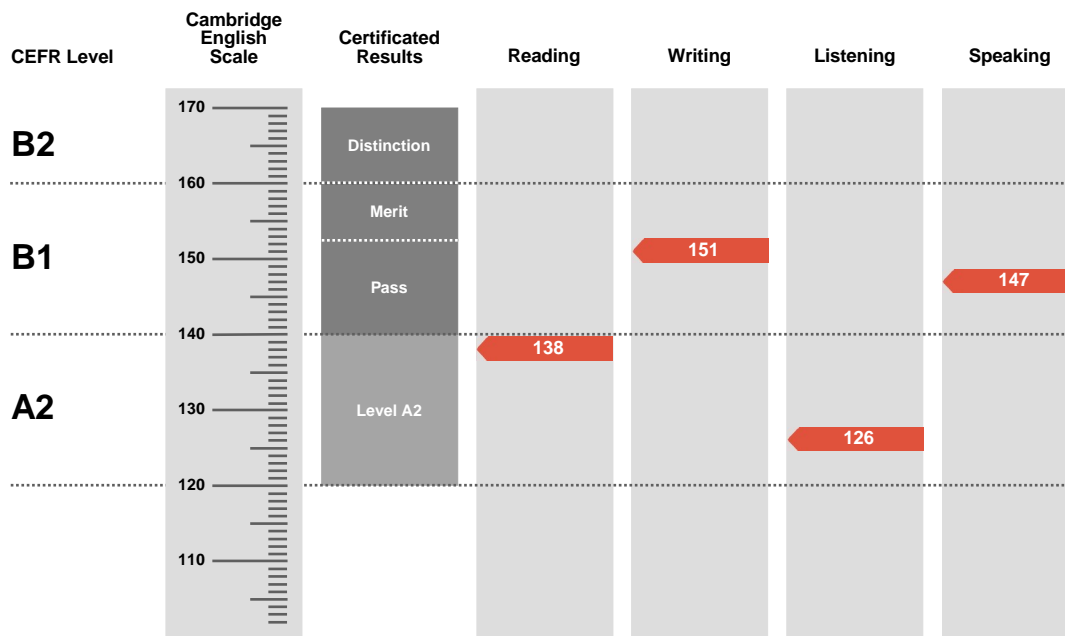 CEFR Level
Cambridge
English
Scale
Certificated
Results
Reading
Writing
Listening
Speaking
170
B2
Distinction
160
Merit
151
B1
150
147
Pass
140
138
A2
130
Level A2
126
120
110